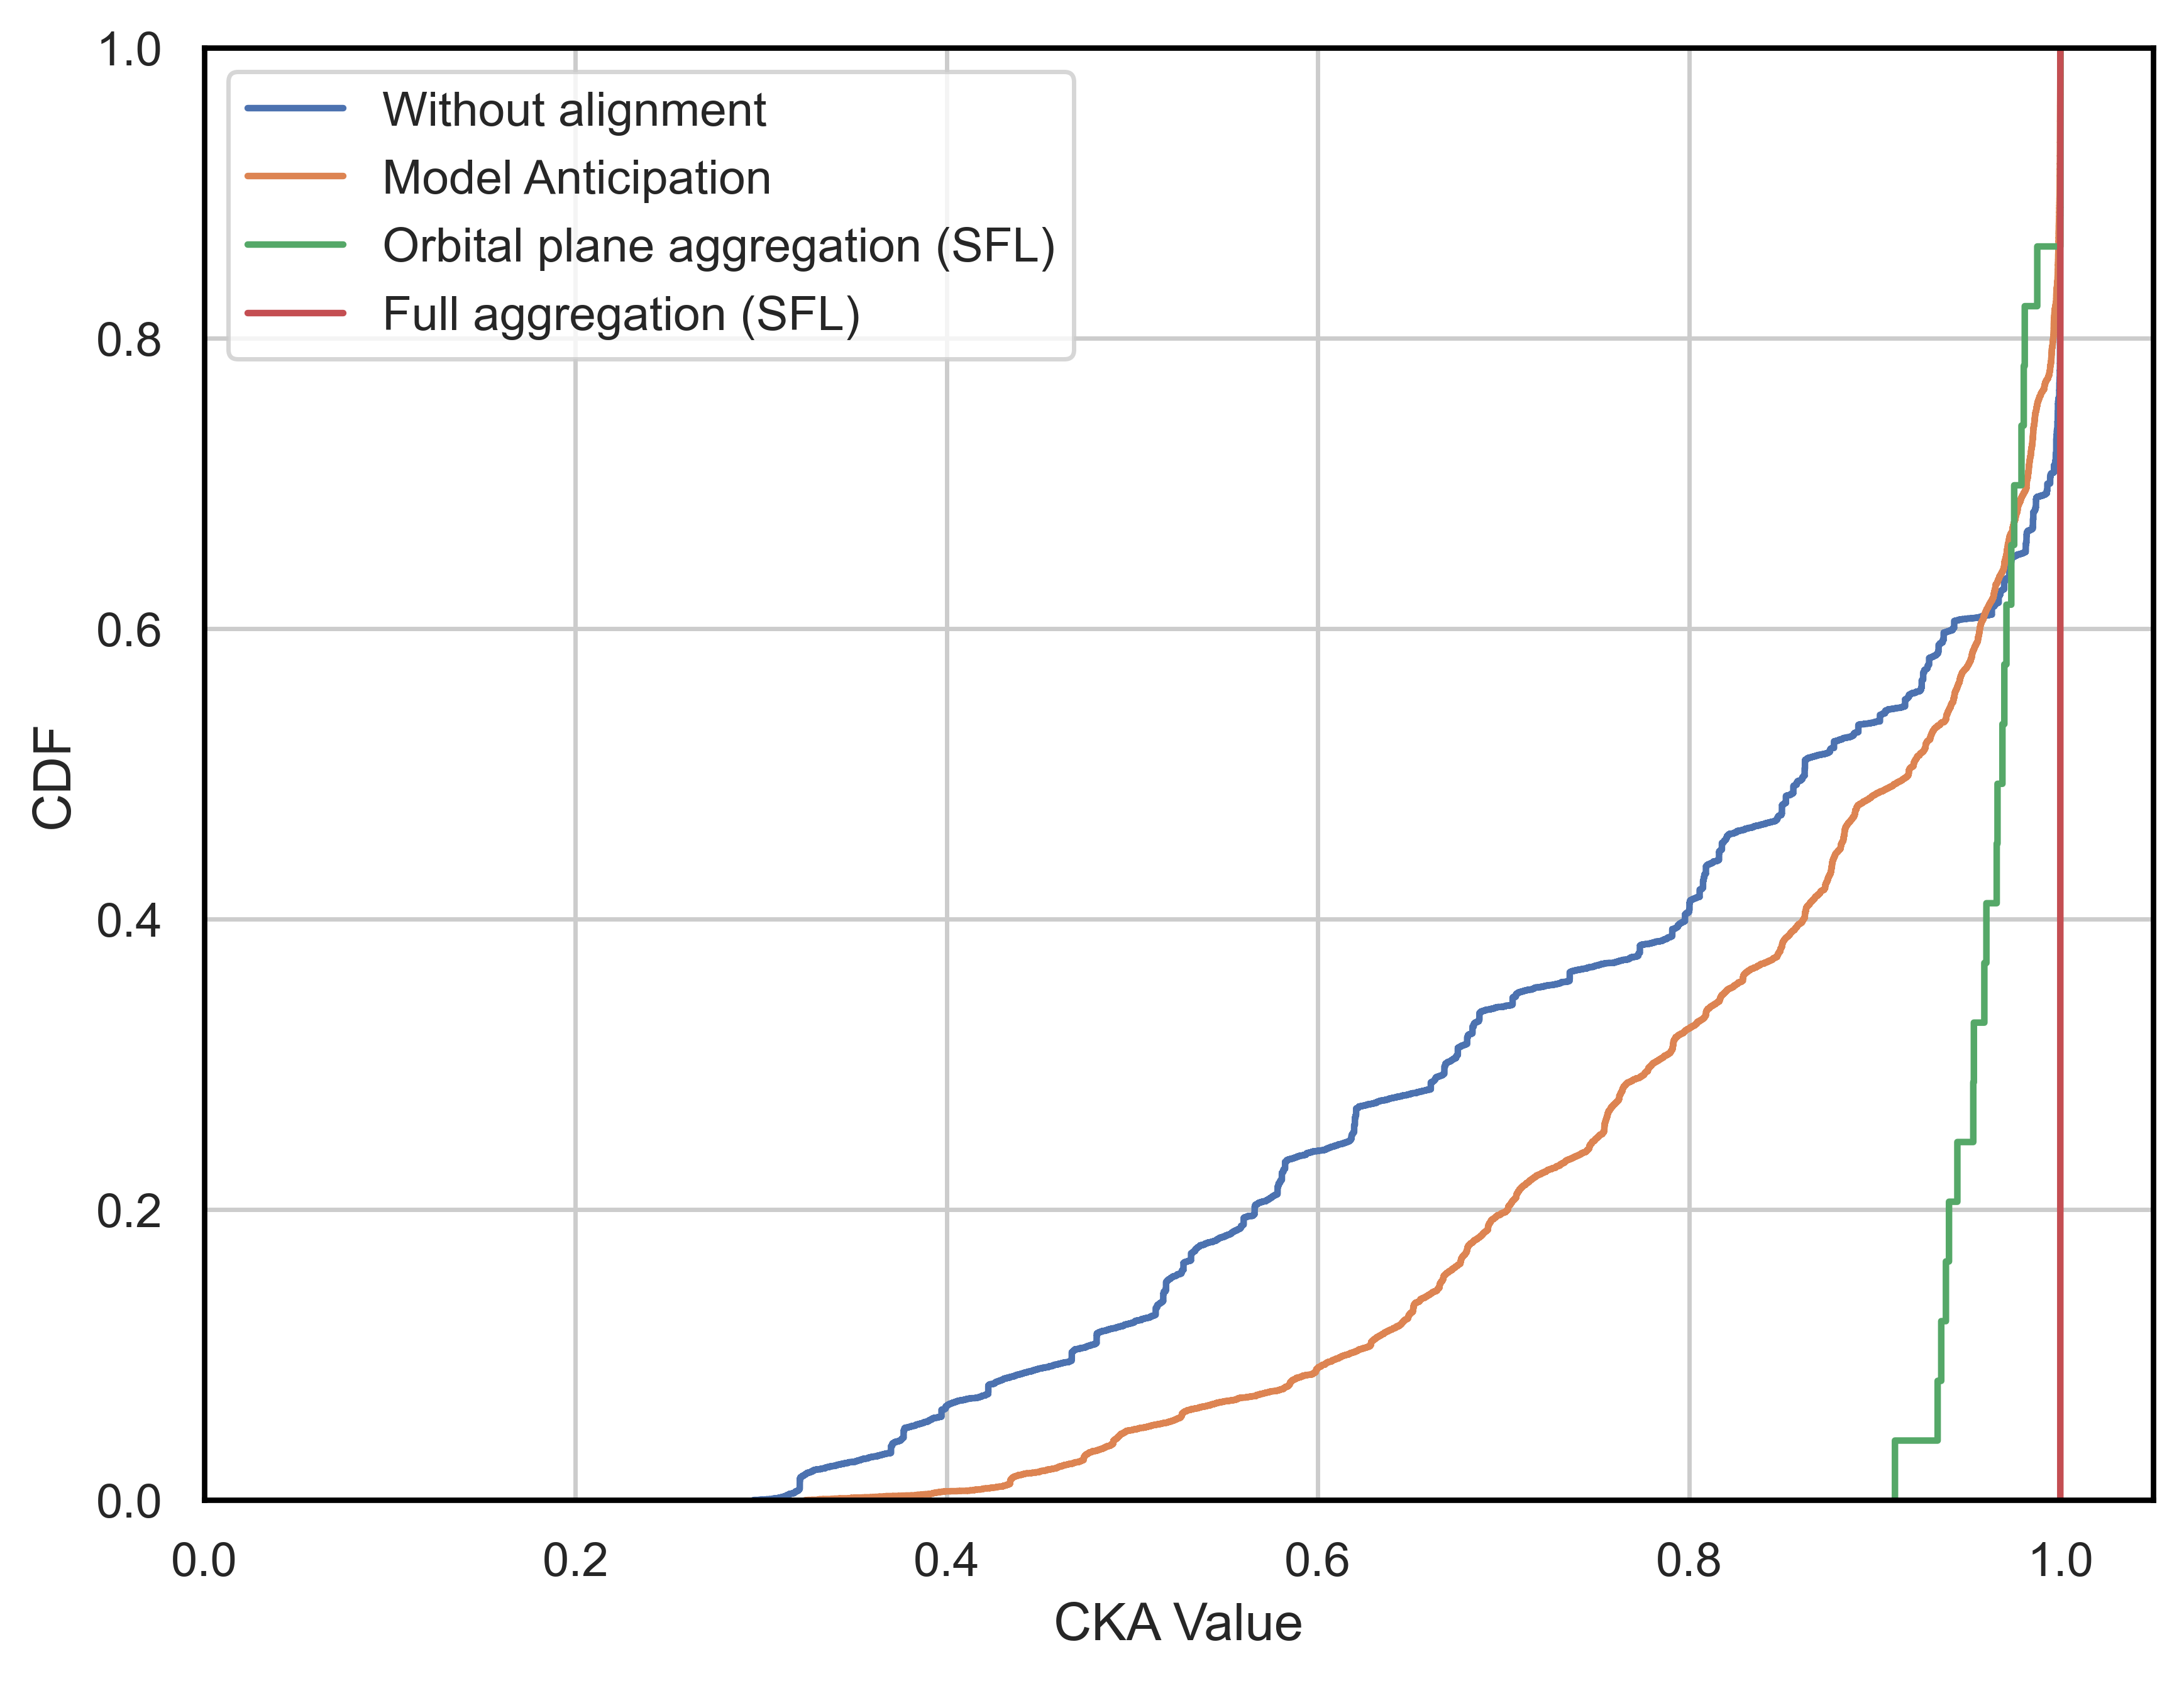 1.0
Without alignment
Model Anticipation
Orbital plane aggregation (SFL)
Full aggregation (SFL)
0.8
0.6
CDF
0.4
0.2
0.0
0.0 0.2 0.4 0.6 0.8 1.0
CKA Value